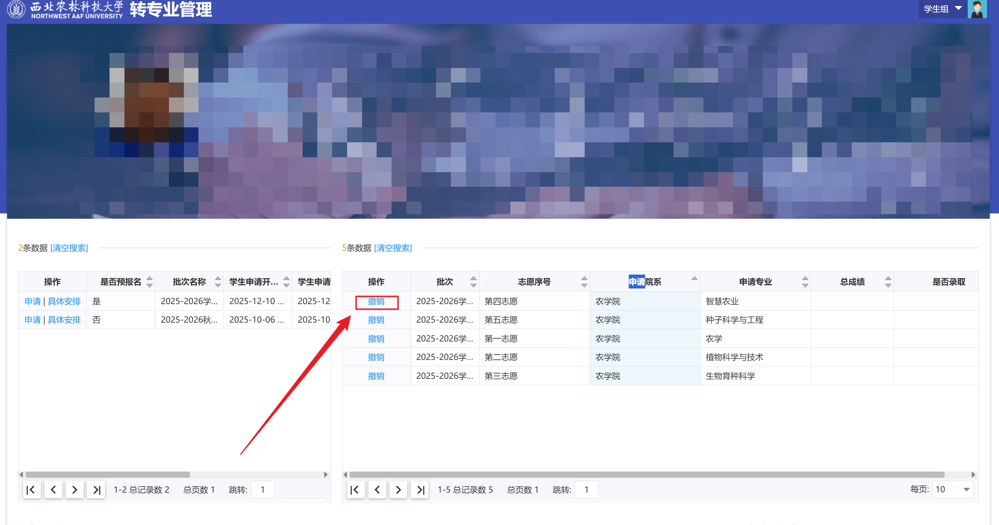 西北农林科技大学
NORTHWEST A&F UNIVERSITY
转专业管理
学生组
2条数据 [清空搜索]
操作 是否预报名 批次名称 学生申请开... 学生申请
申请 | 具体安排 是 2025-2026学... 2025-12-10 ... 2025-12
申请 | 具体安排 否 2025-2026秋... 2025-10-06 ... 2025-10
1-2 总记录数 2 总页数 1 跳转: 1
5条数据 [清空搜索]
操作 批次 志愿序号 申请院系 申请专业 总成绩 是否录取
撤销 2025-2026学... 第四志愿 农学院 智慧农业
撤销 2025-2026学... 第五志愿 农学院 种子科学与工程
撤销 2025-2026学... 第一志愿 农学院 农学
撤销 2025-2026学... 第二志愿 农学院 植物科学与技术
撤销 2025-2026学... 第三志愿 农学院 生物育种科学
1-5 总记录数 5 总页数 1 跳转: 1 每页: 10